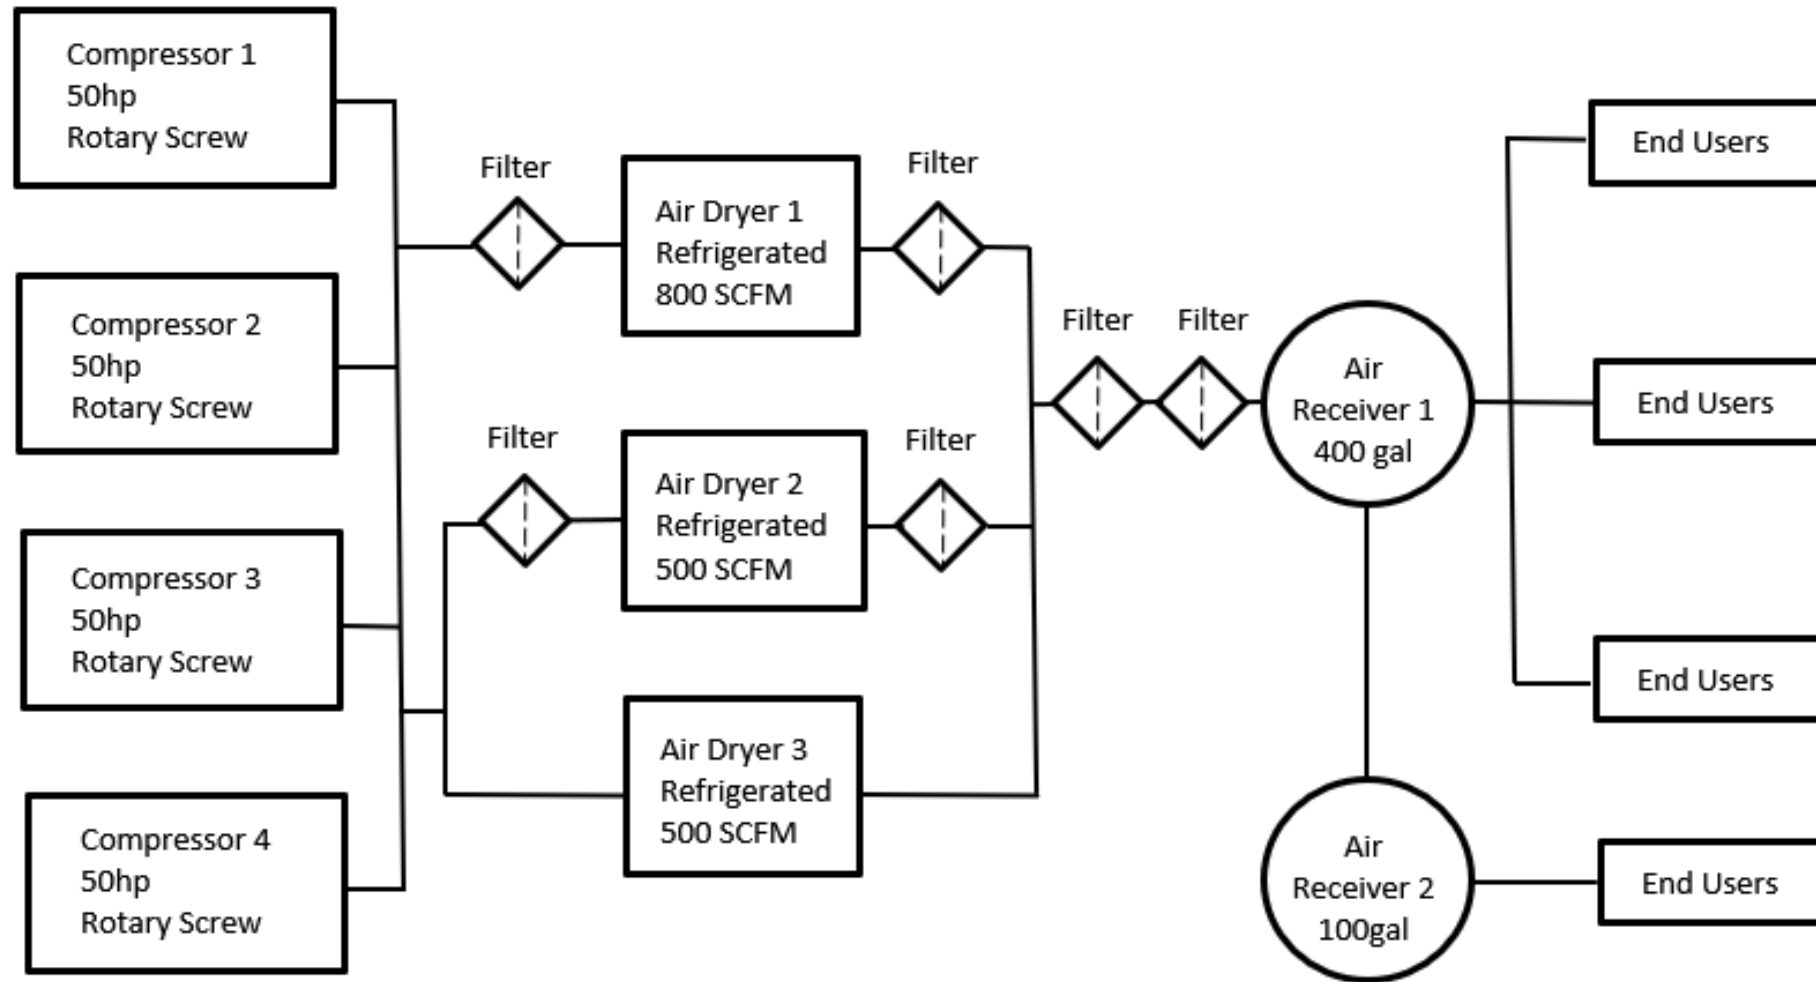 Compressor 1
50hp
Rotary Screw
Compressor 2
50hp
Rotary Screw
Compressor 3
50hp
Rotary Screw
Compressor 4
50hp
Rotary Screw
Filter
Air Dryer 1
Refrigerated
800 SCFM
Filter
Filter
Air Dryer 2
Refrigerated
500 SCFM
Filter
Air Dryer 3
Refrigerated
500 SCFM
Filter
Filter
Air
Receiver 1
400 gal
Air
Receiver 2
100gal
End Users
End Users
End Users
End Users